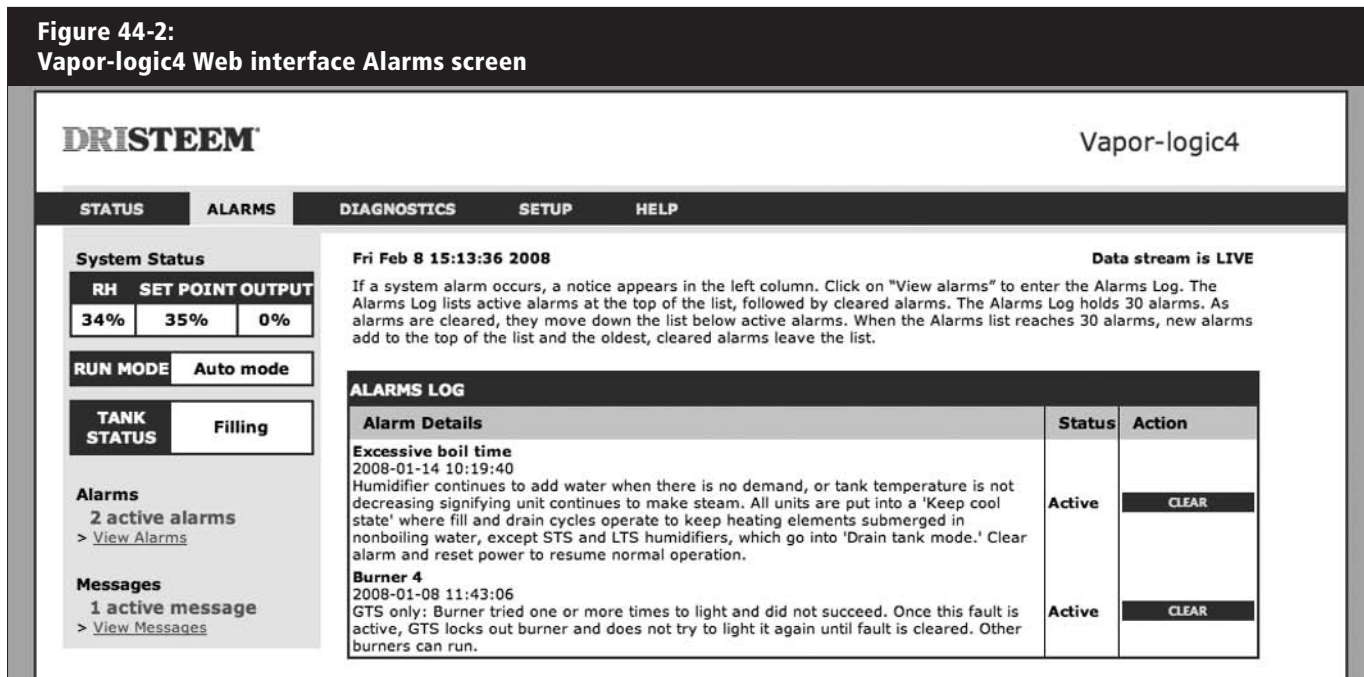 Figure 44-2:
Vapor-logic4 Web interface Alarms screen
DRISTEEM
Vapor-logic4
STATUS ALARMS DIAGNOSTICS SETUP HELP
System Status
RH SET POINT OUTPUT
34% 35% 0%
RUN MODE Auto mode
TANK STATUS Filling
Alarms
2 active alarms
> View Alarms
Messages
1 active message
> View Messages
Fri Feb 8 15:13:36 2008 Data stream is LIVE
If a system alarm occurs, a notice appears in the left column. Click on "View alarms" to enter the Alarms Log. The
Alarms Log lists active alarms at the top of the list, followed by cleared alarms. The Alarms Log holds 30 alarms. As
alarms are cleared, they move down the list below active alarms. When the Alarms list reaches 30 alarms, new alarms
add to the top of the list and the oldest, cleared alarms leave the list.
ALARMS LOG
Alarm Details Status Action
Excessive boil time
2008-01-14 10:19:40
Humidifier continues to add water when there is no demand, or tank temperature is not
decreasing signifying unit continues to make steam. All units are put into a 'Keep cool
state' where fill and drain cycles operate to keep heating elements submerged in
nonboiling water, except STS and LTS humidifiers, which go into 'Drain tank mode.' Clear
alarm and reset power to resume normal operation.
Active CLEAR
Burner 4
2008-01-08 11:43:06
GTS only: Burner tried one or more times to light and did not succeed. Once this fault is
active, GTS locks out burner and does not try to light it again until fault is cleared. Other
burners can run.
Active CLEAR